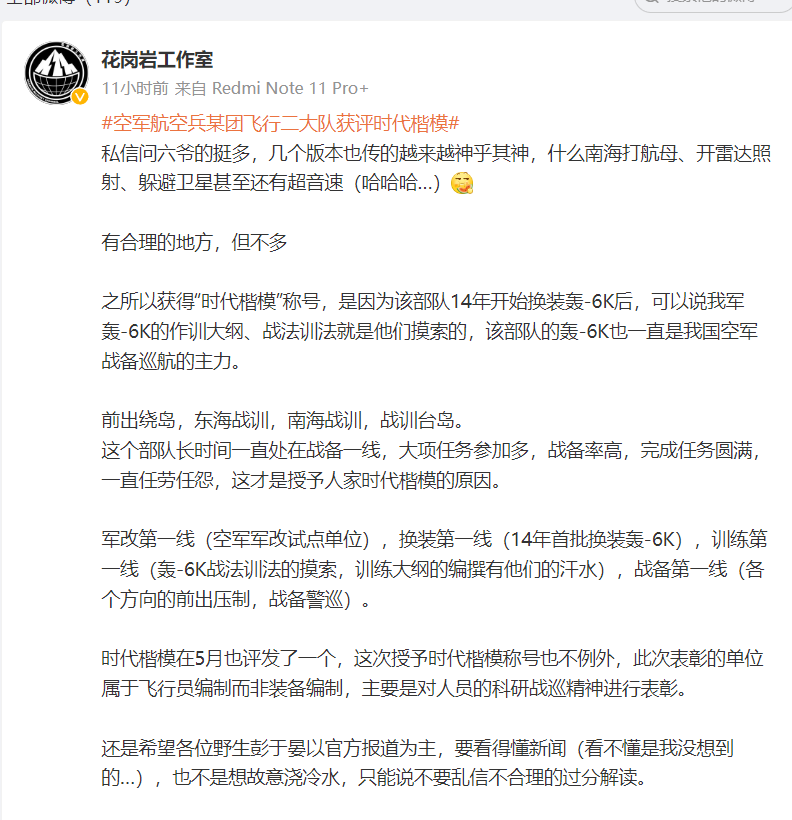 全部微博（119）
搜索他的微博
花岗岩工作室
11小时前 来自 Redmi Note 11 Pro+
#空军航空兵某团飞行二大队获评时代楷模#
私信问六爷的挺多，几个版本也传的越来越神乎其神，什么南海打航母、开雷达照
射、躲避卫星甚至还有超音速（哈哈哈...）
有合理的地方，但不多
之所以获得“时代楷模”称号，是因为该部队14年开始换装轰-6K后，可以说我军
轰-6K的作训大纲、战法训法就是他们摸索的，该部队的轰-6K也一直是我国空军
战备巡航的主力。
前出绕岛，东海战训，南海战训，战训台岛。
这个部队长时间一直处在战备一线，大项任务参加多，战备率高，完成任务圆满，
一直任劳任怨，这才是授予人家时代楷模的原因。
军改第一线（空军军改试点单位），换装第一线（14年首批换装轰-6K），训练第
一线（轰-6K战法训法的摸索，训练大纲的编撰有他们的汗水），战备第一线（各
个方向的前出压制，战备警巡）。
时代楷模在5月也评发了一个，这次授予时代楷模称号也不例外，此次表彰的单位
属于飞行员编制而非装备编制，主要是对人员的科研战巡精神进行表彰。
还是希望各位野生彭于晏以官方报道为主，要看得懂新闻（看不懂是我没想到
的...），也不是想故意浇冷水，只能说不要乱信不合理的过分解读。